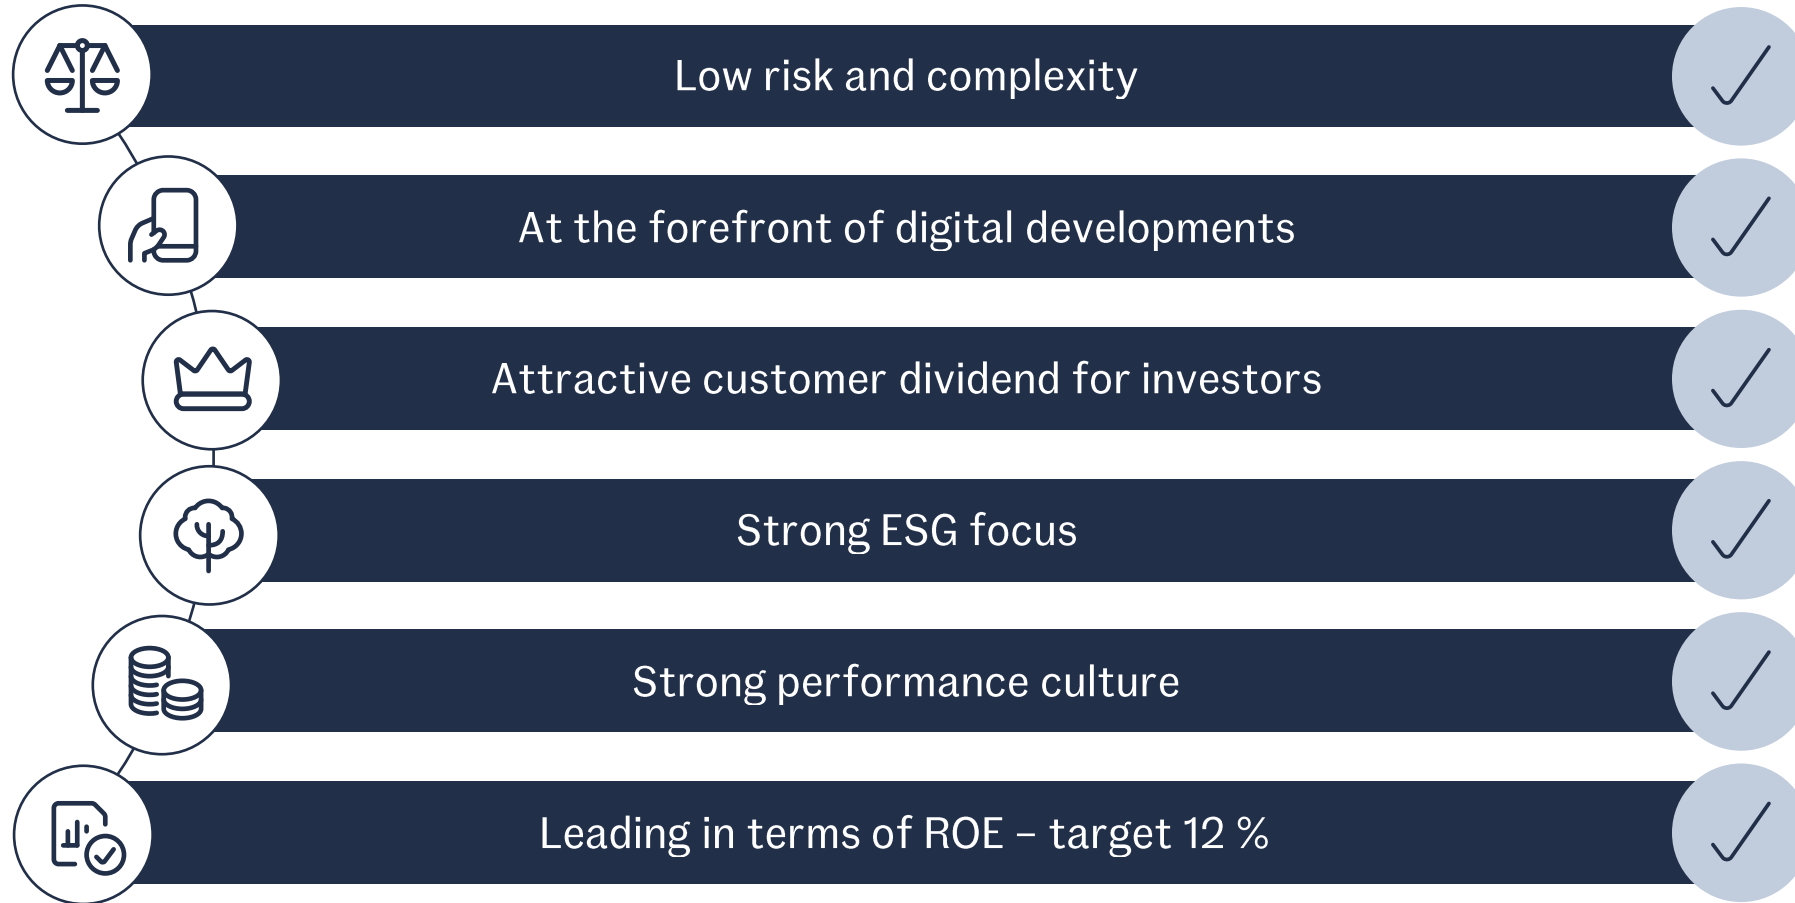 Low risk and complexity
At the forefront of digital developments
Attractive customer dividend for investors
Strong ESG focus
Strong performance culture
Leading in terms of ROE – target 12 %